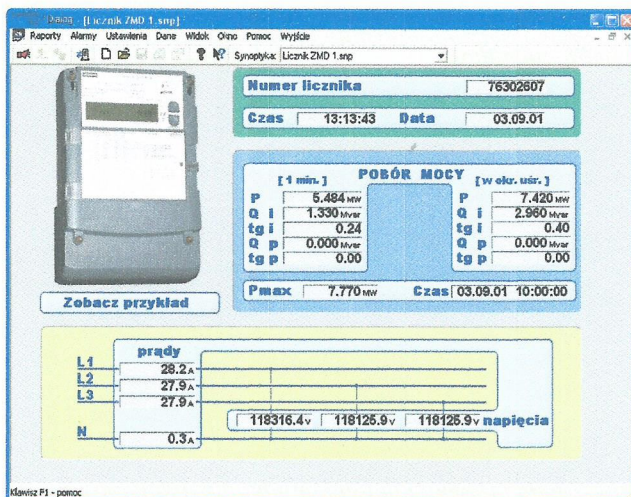 Dialog - [Licznik ZMD 1.snp]
Raporty Alarmy Ustawienia Dane Widok Okno Pomoc Wyjście
Synoptyka: Licznik ZMD 1.snp
Numer licznika 76302607
Czas 13:13:43 Data 03.09.01
POBÓR MOCY
[1 min.] [w okr. uśr.]
P 5.484 MW P 7.420 MW
Q i 1.330 Mvar Q i 2.960 Mvar
tg i 0.24 tg i 0.40
Q p 0.000 Mvar Q p 0.000 Mvar
tg p 0.00 tg p 0.00
Pmax 7.770 MW Czas 03.09.01 10:00:00
Zobacz przykład
prądy
L1 28.2 A
L2 27.9 A
L3 27.9 A
118316.4 V 118125.9 V 118125.9 V napięcia
N 0.3 A
Klawisz F1 - pomoc